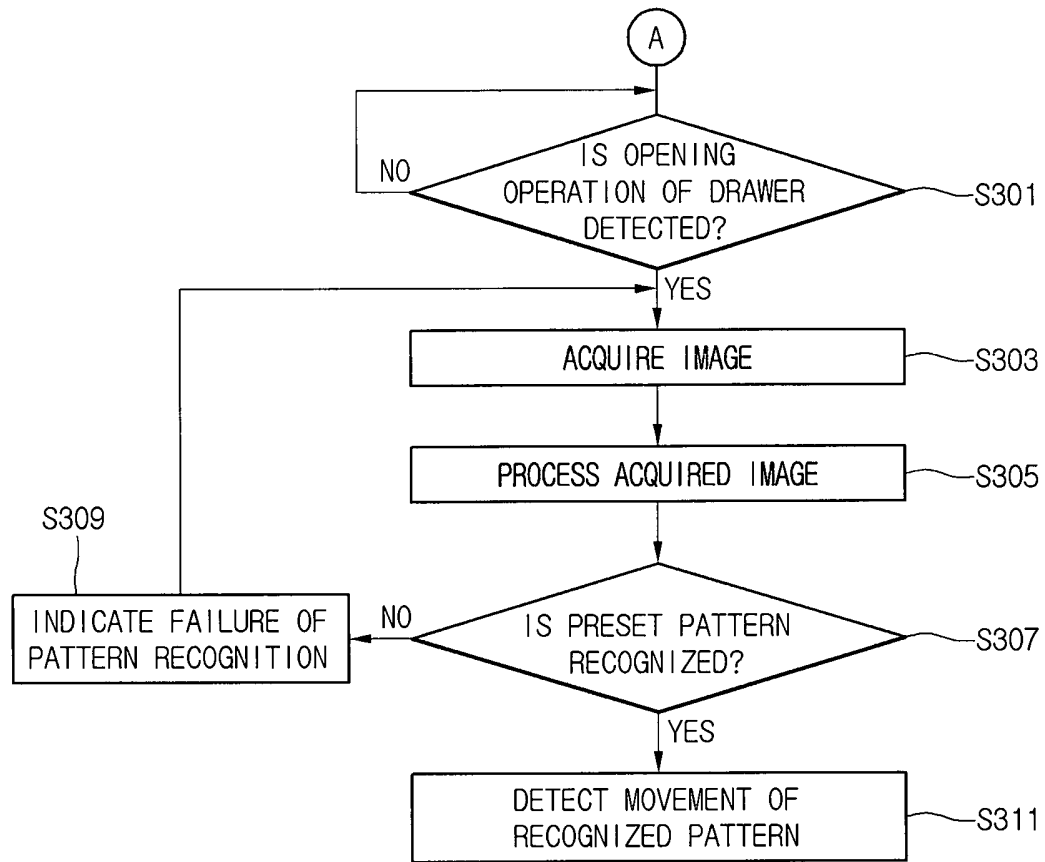 A
IS OPENING
OPERATION OF DRAWER
DETECTED?
NO
S301
YES
ACQUIRE IMAGE
S303
PROCESS ACQUIRED IMAGE
S305
S309
INDICATE FAILURE OF
PATTERN RECOGNITION
NO
IS PRESET PATTERN
RECOGNIZED?
S307
YES
DETECT MOVEMENT OF
RECOGNIZED PATTERN
S311